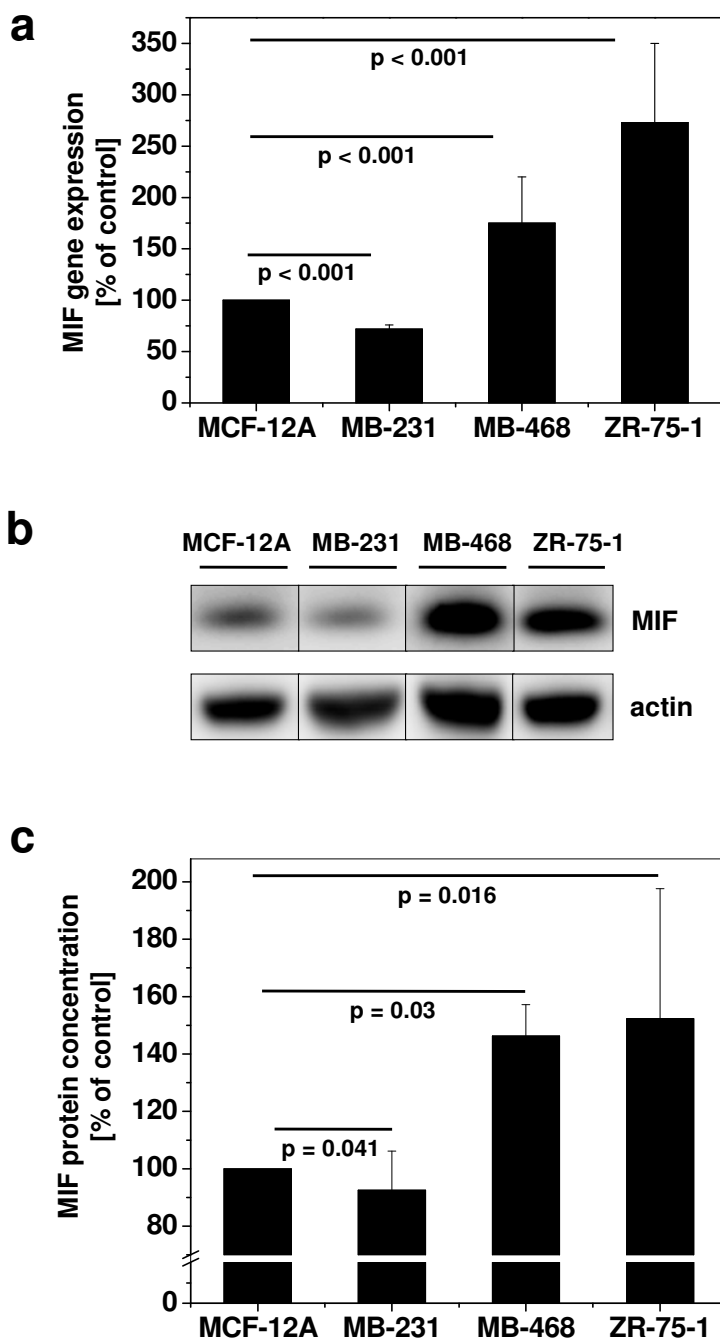 a
MIF gene expression
[% of control]
350
300
250
200
150
100
50
0
p < 0.001
p < 0.001
p < 0.001
MCF-12A MB-231 MB-468 ZR-75-1
b
MCF-12A MB-231 MB-468 ZR-75-1
MIF
actin
c
MIF protein concentration
[% of control]
200
180
160
140
120
100
80
0
p = 0.016
p = 0.03
p = 0.041
MCF-12A MB-231 MB-468 ZR-75-1